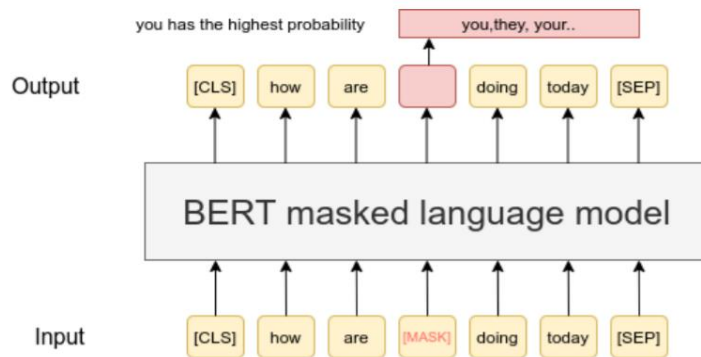 you has the highest probability you,they, your..
Output [CLS] how are doing today [SEP]
BERT masked language model
Input [CLS] how are [MASK] doing today [SEP]